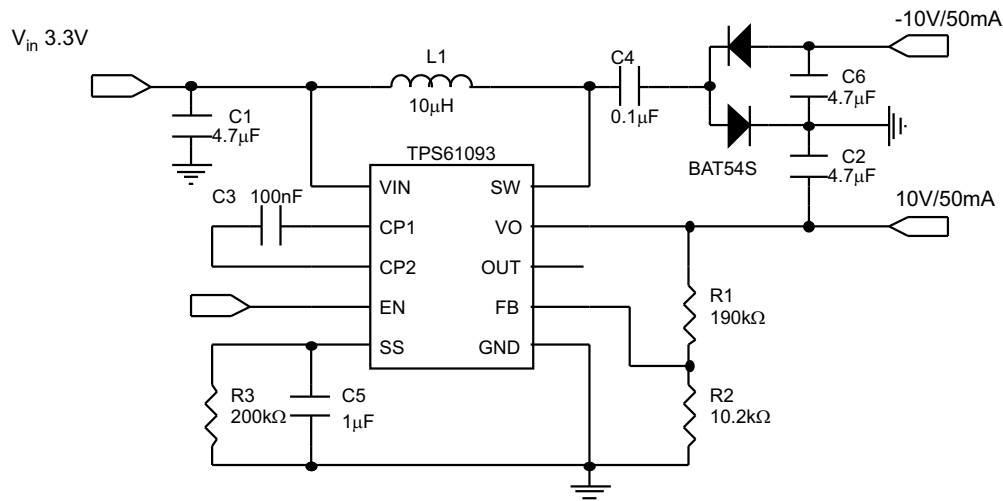 -10V/50mA
Vin 3.3V
L1
10µH
C4
0.1µF
C6
4.7µF
C1
4.7µF
BAT54S
C2
4.7µF
TPS61093
C3 100nF
VIN
SW
10V/50mA
CP1
VO
CP2
OUT
EN
FB
R1
190kΩ
SS
GND
R3
200kΩ
C5
1µF
R2
10.2kΩ